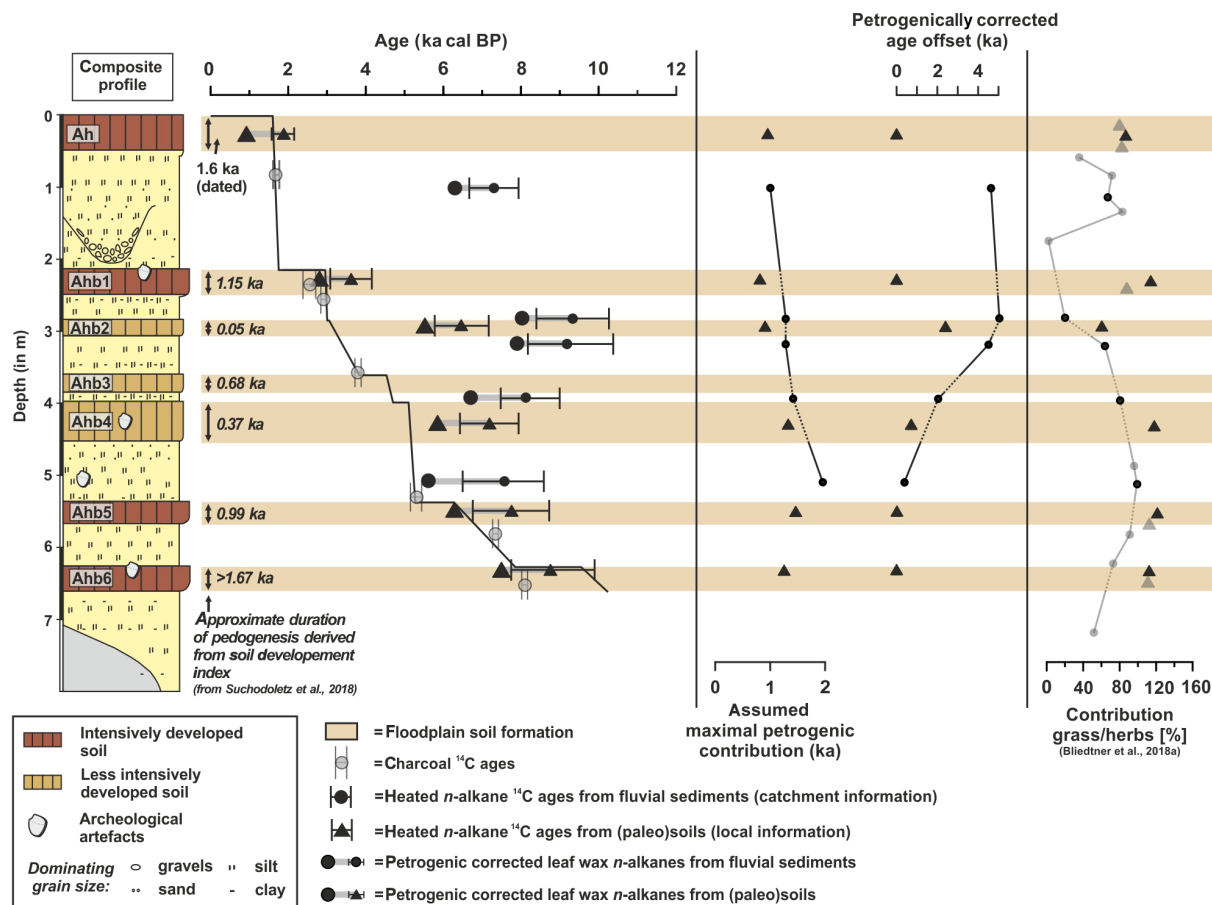 Petrogenically corrected
age offset (ka)
Age (ka cal BP)
Composite
profile
0 2 4 6 8 10 12
0 2 4
0
1
2
3
4
5
6
7
Depth (in m)
Ah
Ahb1
Ahb2
Ahb3
Ahb4
Ahb5
Ahb6
1.6 ka
(dated)
1.15 ka
0.05 ka
0.68 ka
0.37 ka
0.99 ka
>1.67 ka
Approximate duration
of pedogenesis derived
from soil developement
index
(from Suchodoletz et al., 2018)
0 1 2
Assumed
maximal petrogenic
contribution (ka)
0 40 80 120 160
Contribution
grass/herbs [%]
(Bliedtner et al., 2018a)
Intensively developed
soil
Less intensively
developed soil
Archeological
artefacts
Dominating
grain size:
gravels
silt
sand
clay
=Floodplain soil formation
=Charcoal ¹⁴C ages
=Heated n-alkane ¹⁴C ages from fluvial sediments (catchment information)
=Heated n-alkane ¹⁴C ages from (paleo)soils (local information)
=Petrogenic corrected leaf wax n-alkanes from fluvial sediments
=Petrogenic corrected leaf wax n-alkanes from (paleo)soils